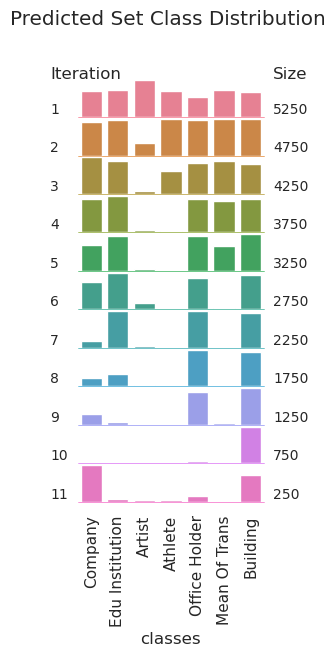 Predicted Set Class Distribution
Iteration Size
1 5250
2 4750
3 4250
4 3750
5 3250
6 2750
7 2250
8 1750
9 1250
10 750
11 250
Company
Edu Institution
Artist
Athlete
Office Holder
Mean Of Trans
Building
classes